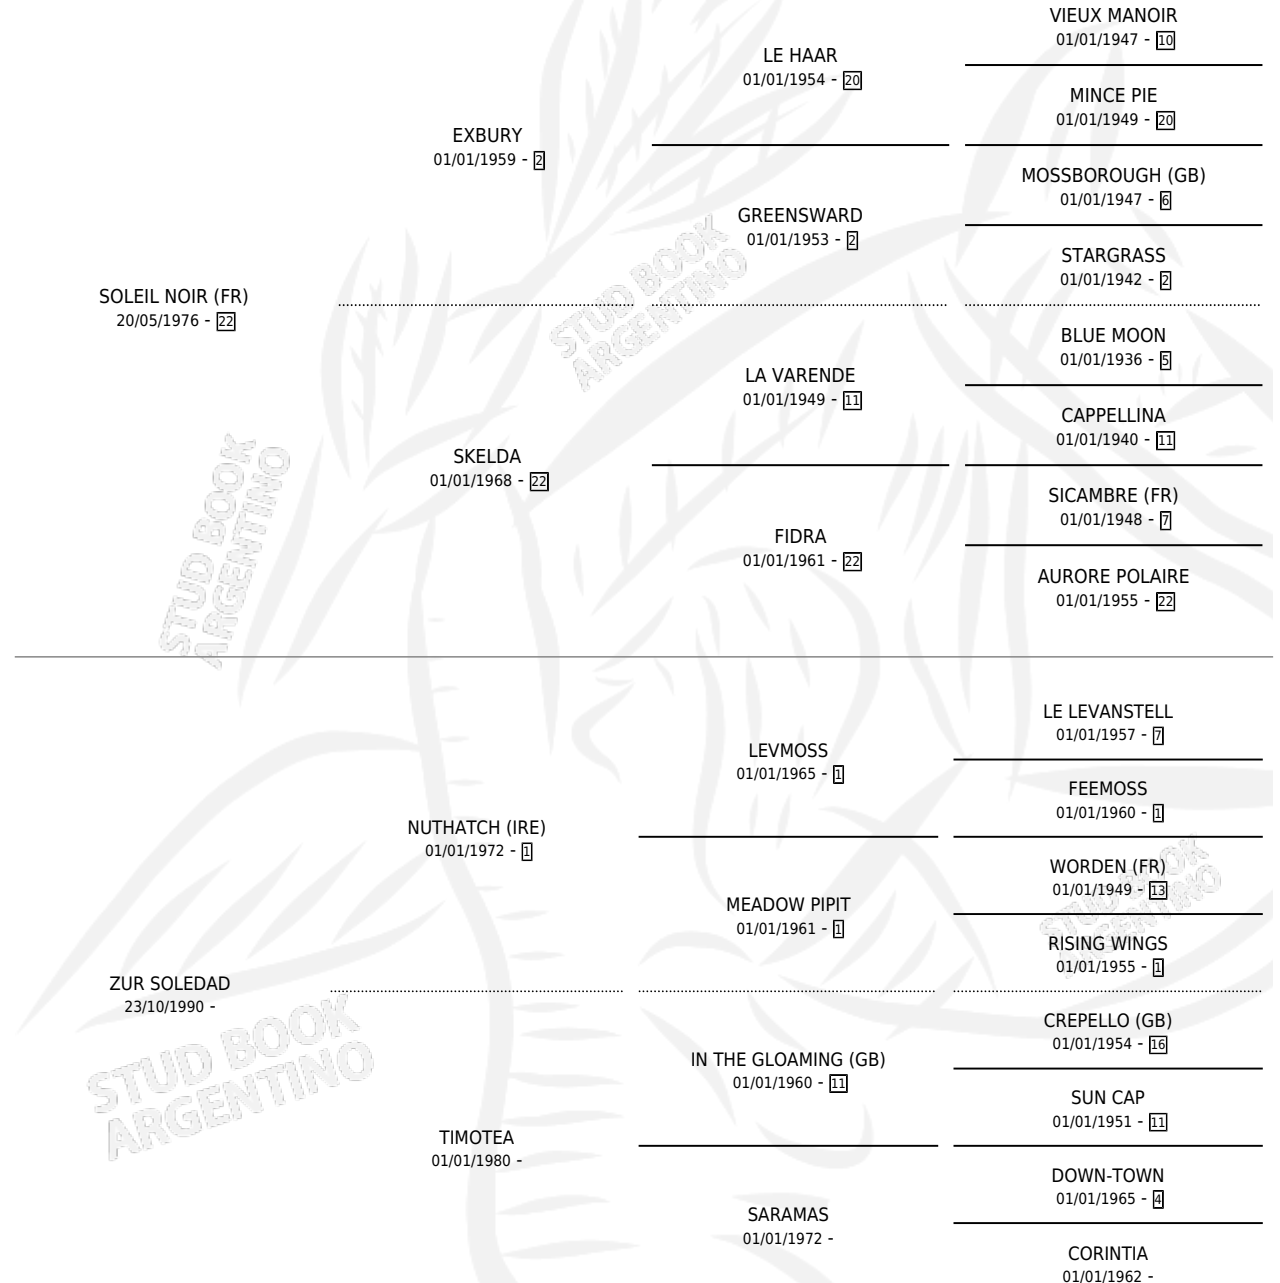 VIEUX MANOIR
01/01/1947 - 10
LE HAAR
01/01/1954 - 20
MINCE PIE
01/01/1949 - 20
EXBURY
01/01/1959 - 2
MOSSBOROUGH (GB)
01/01/1947 - 6
GREENSWARD
01/01/1953 - 2
STARGRASS
01/01/1942 - 2
SOLEIL NOIR (FR)
20/05/1976 - 22
BLUE MOON
01/01/1936 - 5
LA VARENDE
01/01/1949 - 11
CAPPELLINA
01/01/1940 - 11
SKELDA
01/01/1968 - 22
SICAMBRE (FR)
01/01/1948 - 7
FIDRA
01/01/1961 - 22
AURORE POLAIRE
01/01/1955 - 22
LE LEVANSTELL
01/01/1957 - 7
LEVMOSS
01/01/1965 - 1
FEEMOSS
01/01/1960 - 1
NUTHATCH (IRE)
01/01/1972 - 1
WORDEN (FR)
01/01/1949 - 13
MEADOW PIPIT
01/01/1961 - 1
RISING WINGS
01/01/1955 - 1
ZUR SOLEDAD
23/10/1990 -
CREPELLO (GB)
01/01/1954 - 16
IN THE GLOAMING (GB)
01/01/1960 - 11
SUN CAP
01/01/1951 - 11
TIMOTEA
01/01/1980 -
DOWN-TOWN
01/01/1965 - 4
SARAMAS
01/01/1972 -
CORINTIA
01/01/1962 -
STUD BOOK
ARGENTINO
STUD BOOK
ARGENTINO
STUD BOOK
ARGENTINO
STUD BOOK
ARGENTINO